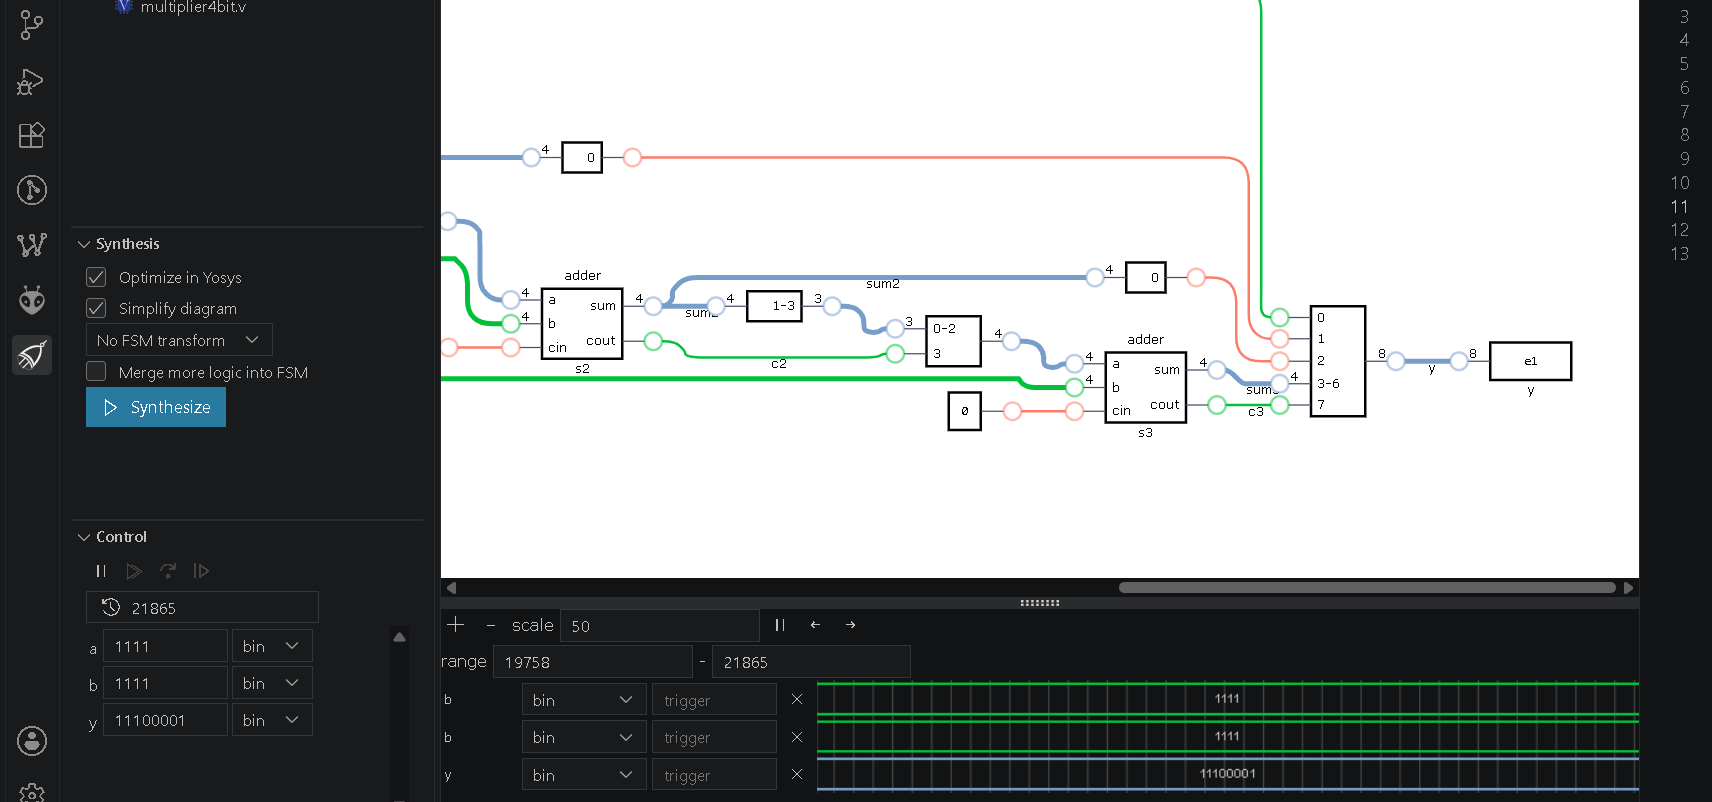 multiplier4bit.v
Synthesis
Optimize in Yosys
Simplify diagram
No FSM transform
Merge more logic into FSM
Synthesize
Control
21865
a 1111 bin
b 1111 bin
y 11100001 bin
4 0
adder
4 a sum 4
4 b
cin cout
s2
sum2
4 1-3 3
c2
3 0-2 4
3
4 0
adder
4 a sum 4
4 b
cin cout
s3
0
c3
0
1
2
4 3-6
7
8 y 8
e1
y
+ - scale 50
range 19758 - 21865
b bin trigger 1111
b bin trigger 1111
y bin trigger 11100001
3
4
5
6
7
8
9
10
11
12
13